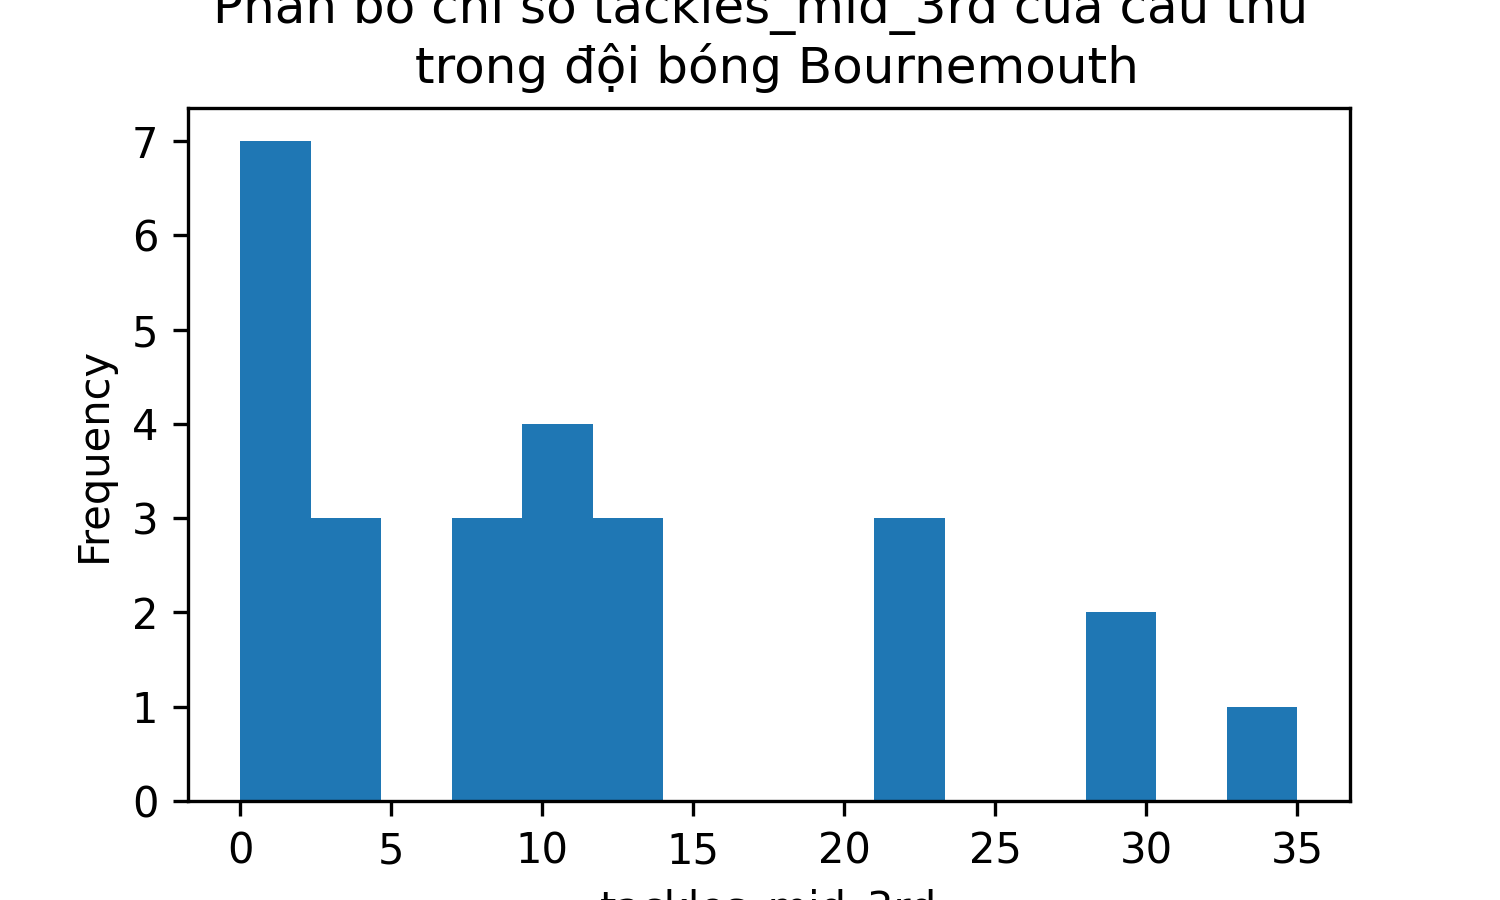 Phân bố chỉ số tackles_mid_3rd của cầu thủ
trong đội bóng Bournemouth
7
6
5
4
3
2
1
0
Frequency
0 5 10 15 20 25 30 35
tackles_mid_3rd